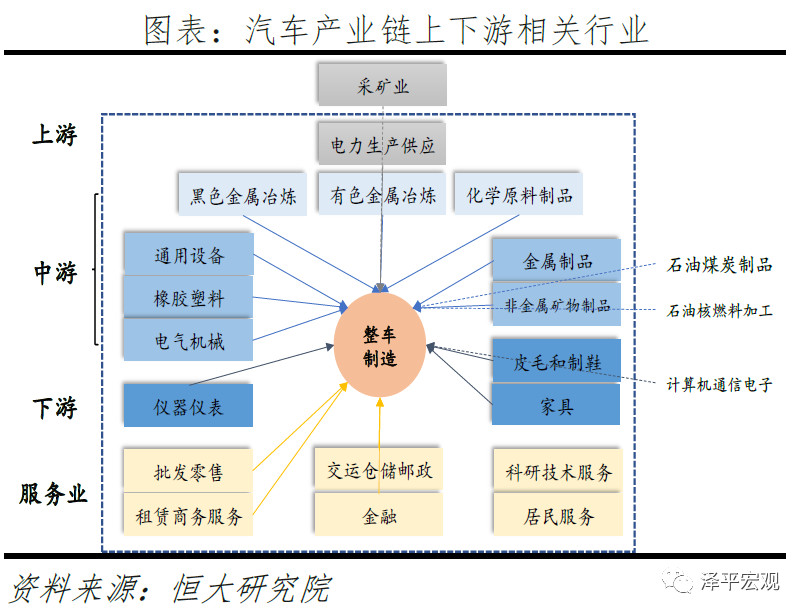 图表：汽车产业链上下游相关行业
采矿业
上游
电力生产供应
黑色金属冶炼
有色金属冶炼
化学原料制品
中游
通用设备
橡胶塑料
电气机械
金属制品
非金属矿物制品
石油煤炭制品
石油核燃料加工
整车
制造
皮毛和制鞋
计算机通信电子
下游
仪器仪表
家具
服务业
批发零售
租赁商务服务
交运仓储邮政
金融
科研技术服务
居民服务
资料来源：恒大研究院
泽平宏观